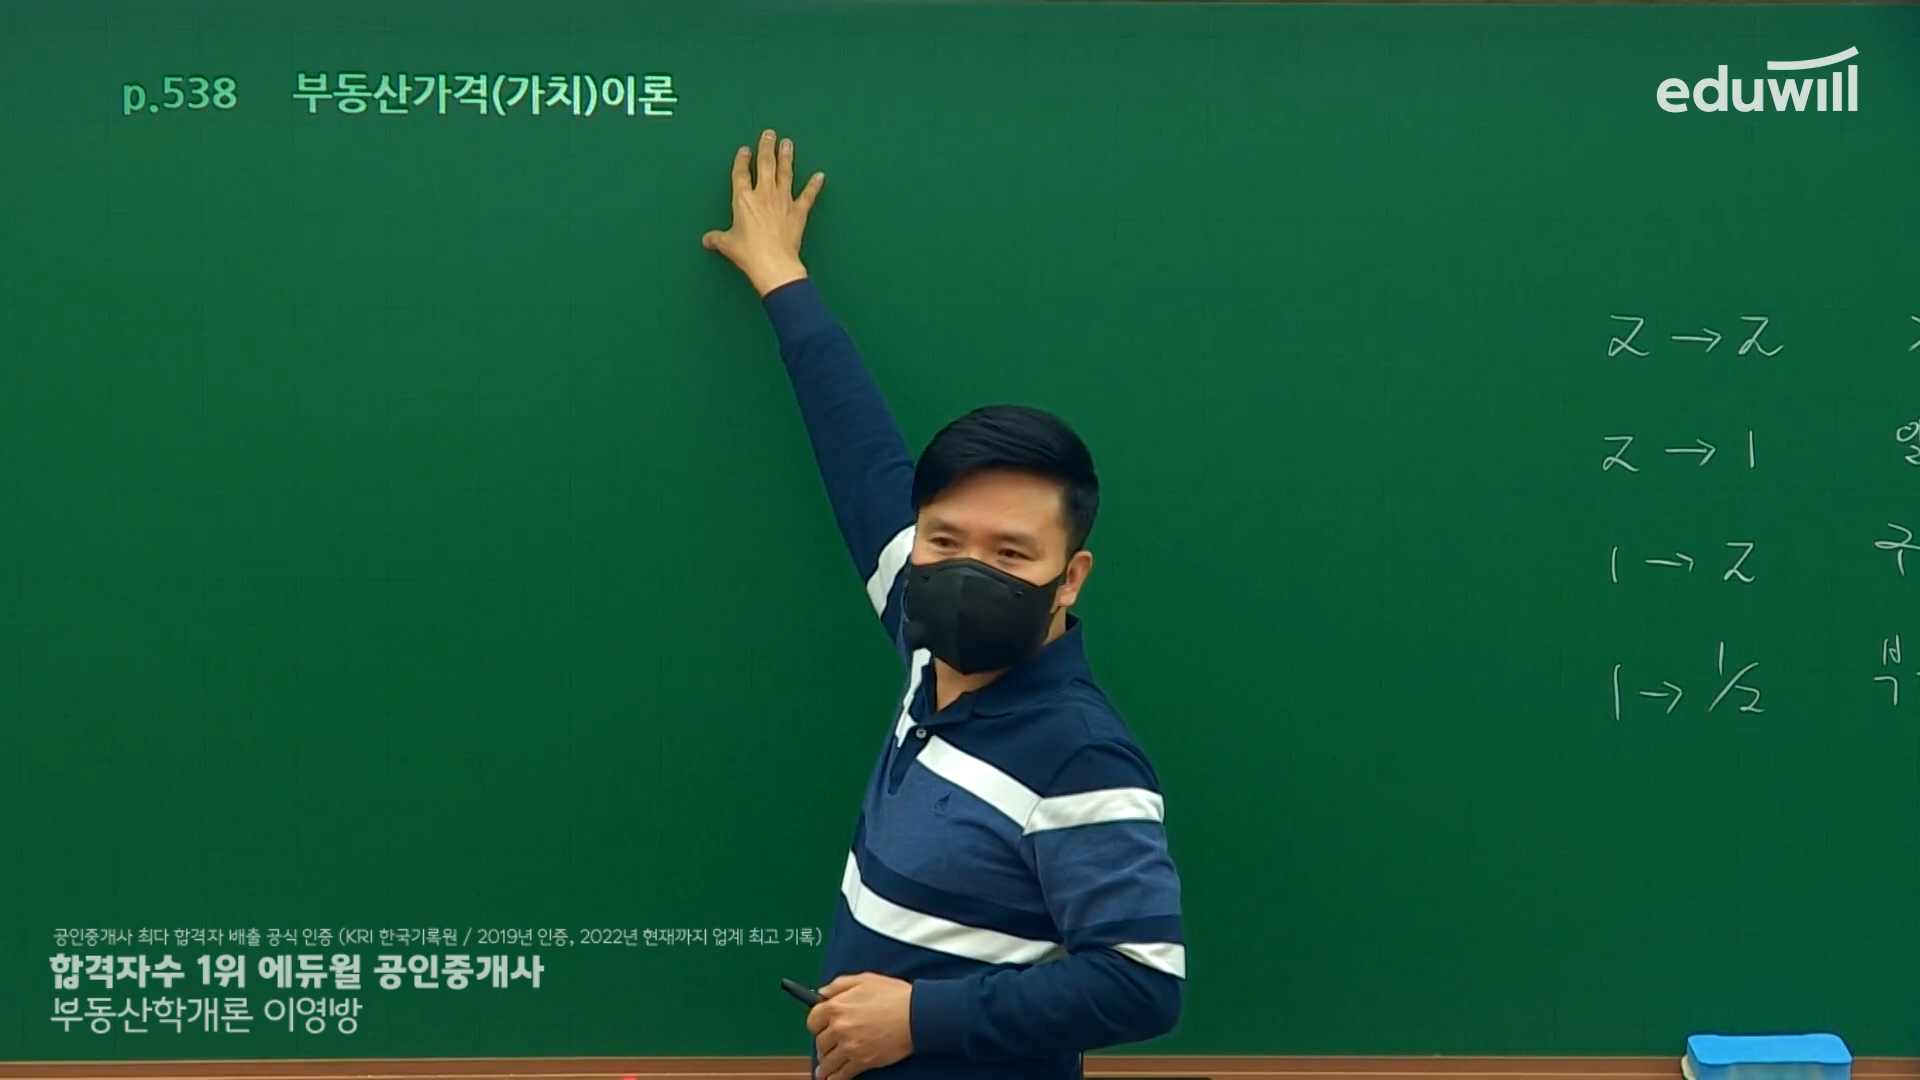 p.538 부동산가격(가치)이론
eduwill
2 → 2
2 → 1
1 → 2
1 → 1/2
공인중개사 최다 합격자 배출 공식 인증 (KRI 한국기록원 / 2019년 인증, 2022년 현재까지 업계 최고 기록)
합격자수 1위 에듀윌 공인중개사
부동산학개론 이영방